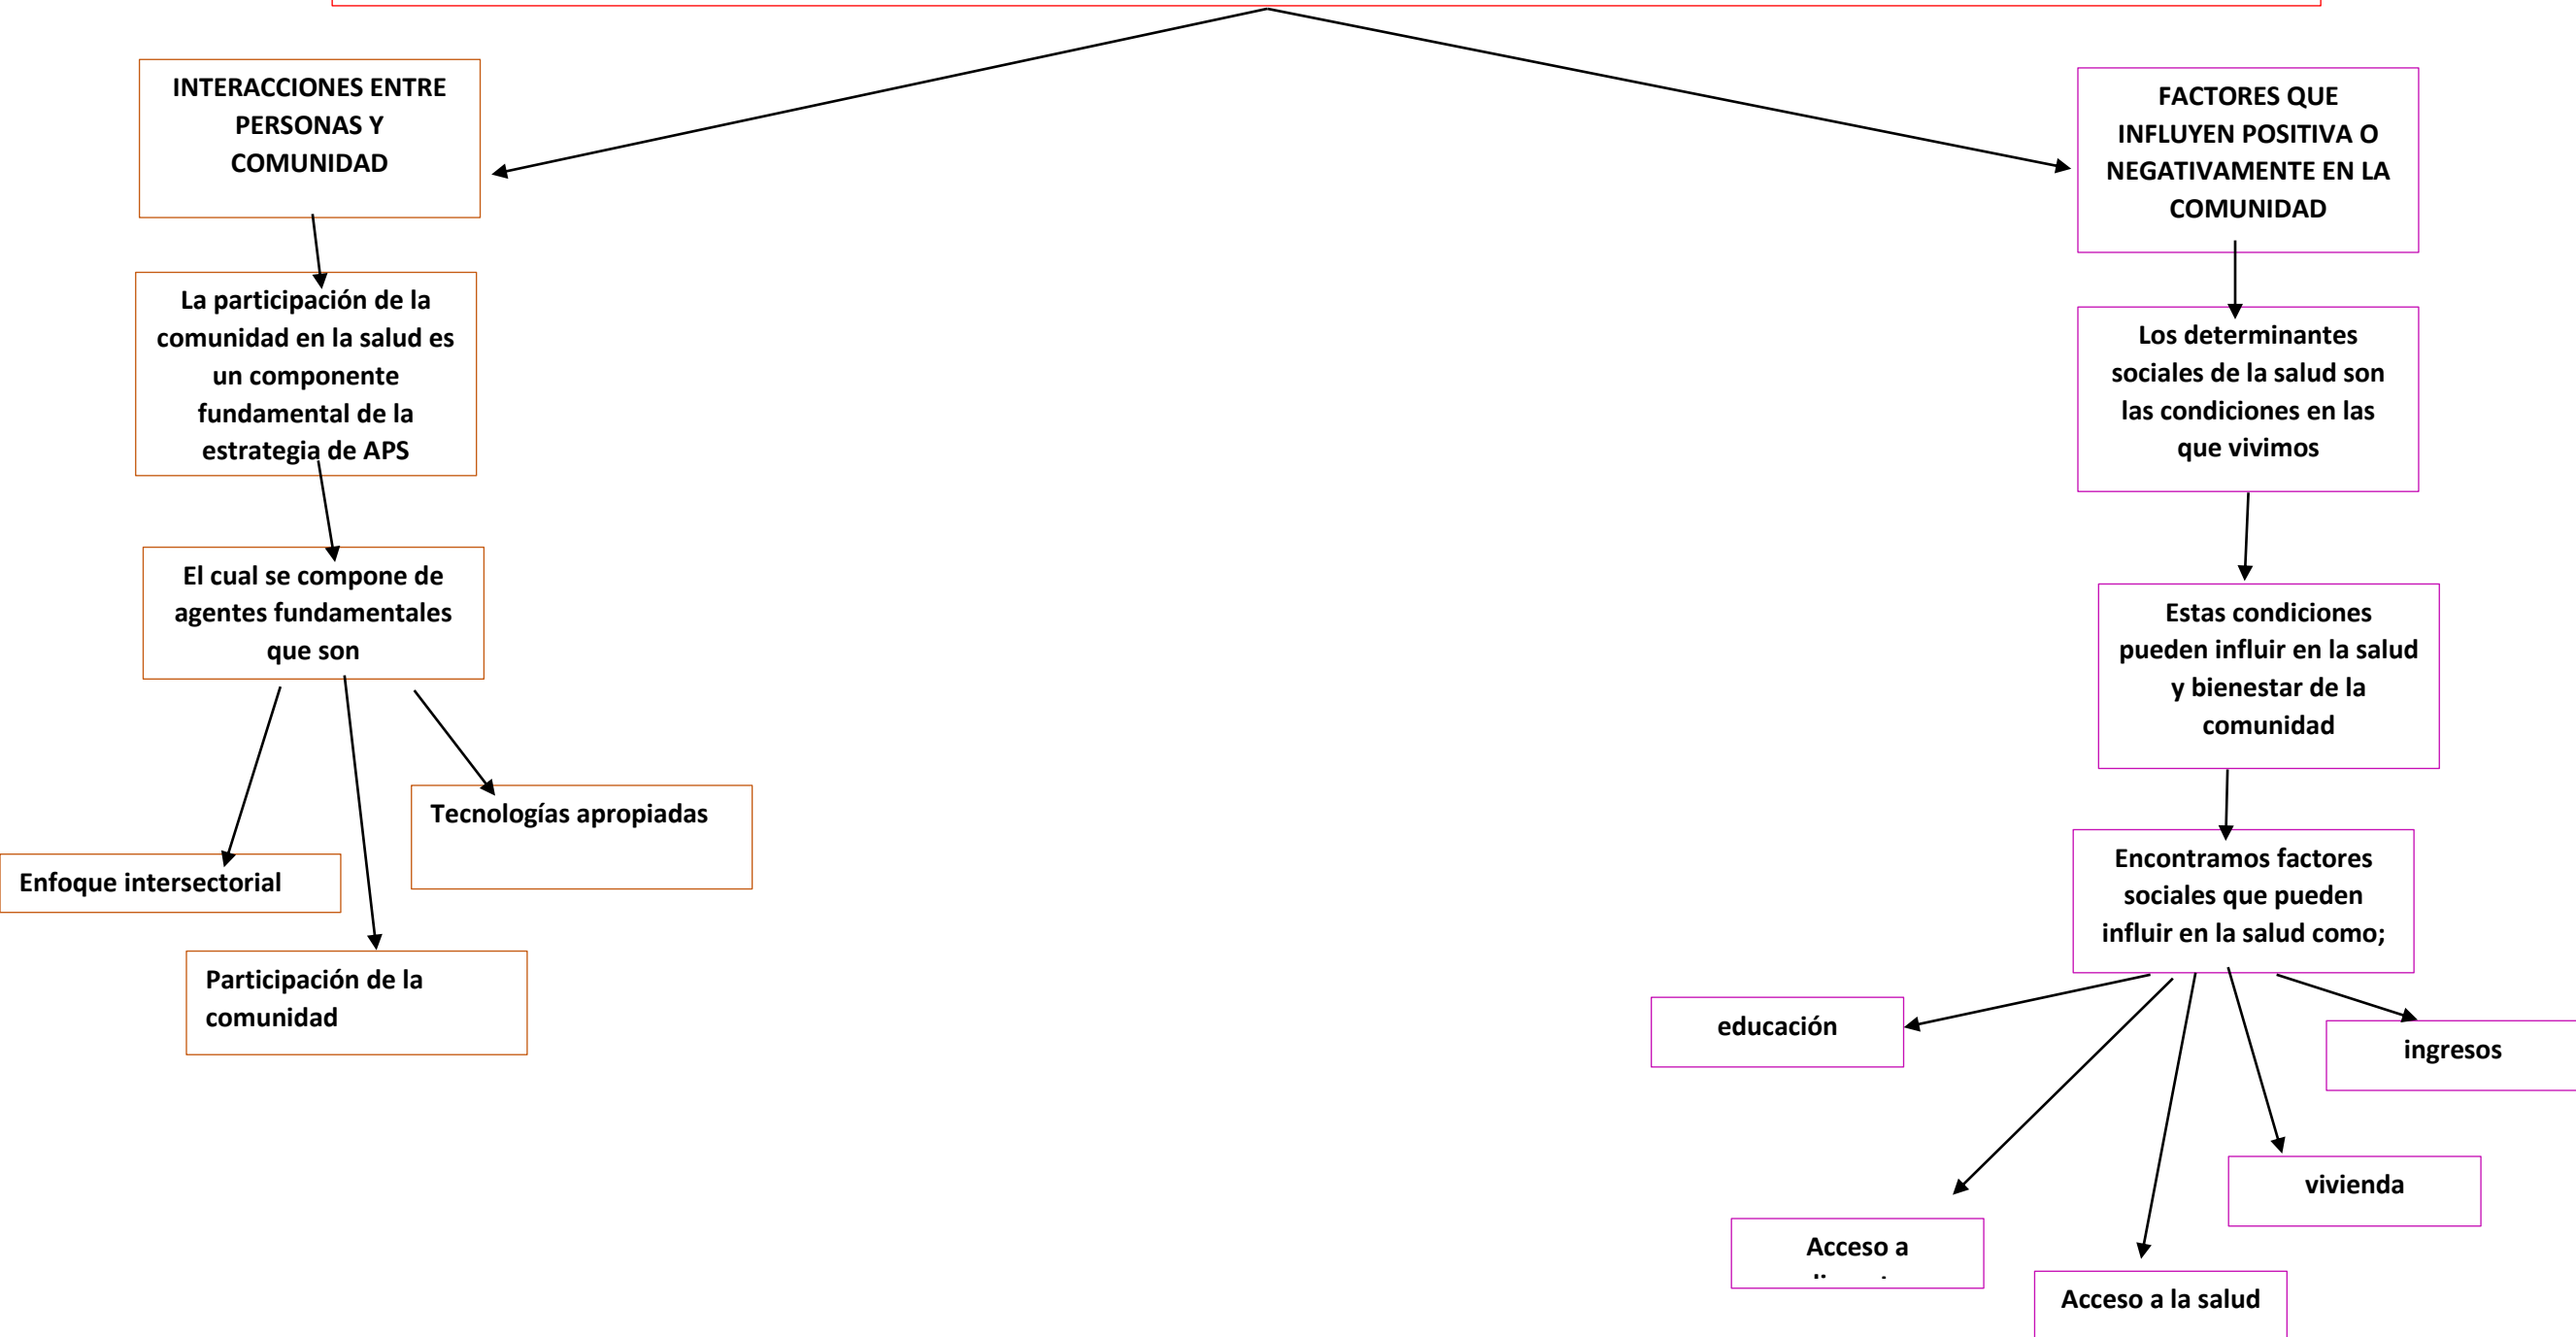 INTERACCIONES ENTRE
PERSONAS Y
COMUNIDAD
La participación de la
comunidad en la salud es
un componente
fundamental de la
estrategia de APS
El cual se compone de
agentes fundamentales
que son
Tecnologías apropiadas
Enfoque intersectorial
Participación de la
comunidad
FACTORES QUE
INFLUYEN POSITIVA O
NEGATIVAMENTE EN LA
COMUNIDAD
Los determinantes
sociales de la salud son
las condiciones en las
que vivimos
Estas condiciones
pueden influir en la salud
y bienestar de la
comunidad
Encontramos factores
sociales que pueden
influir en la salud como;
educación
ingresos
vivienda
Acceso a
Acceso a la salud